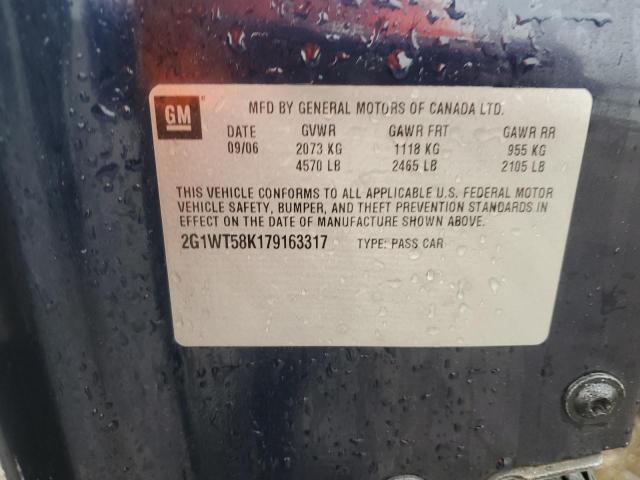 GM
MFD BY GENERAL MOTORS OF CANADA LTD.
DATE GVWR GAWR FRT GAWR RR
09/06 2073 KG 1118 KG 955 KG
4570 LB 2465 LB 2105 LB
THIS VEHICLE CONFORMS TO ALL APPLICABLE U.S. FEDERAL MOTOR
VEHICLE SAFETY, BUMPER, AND THEFT PREVENTION STANDARDS IN
EFFECT ON THE DATE OF MANUFACTURE SHOWN ABOVE.
2G1WT58K179163317 TYPE: PASS CAR